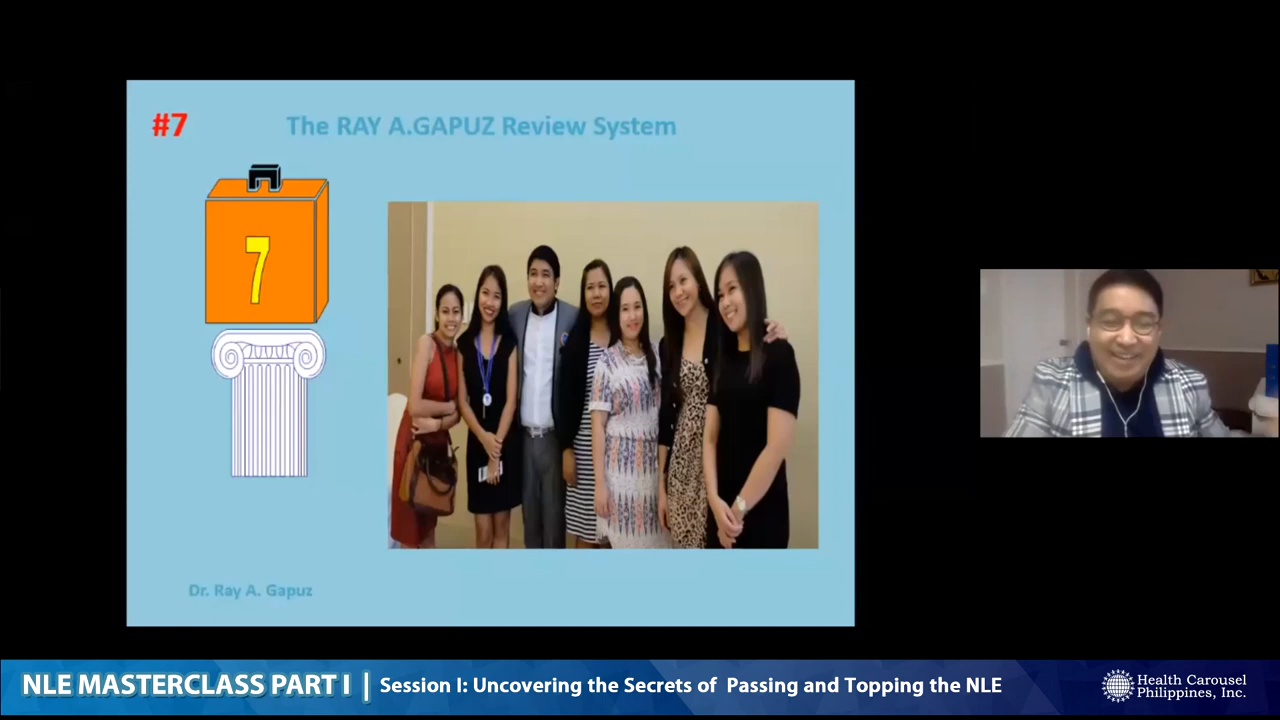 #7
The RAY A.GAPUZ Review System
7
Dr. Ray A. Gapuz
NLE MASTERCLASS PART I | Session I: Uncovering the Secrets of Passing and Topping the NLE
Health Carousel
Philippines, Inc.